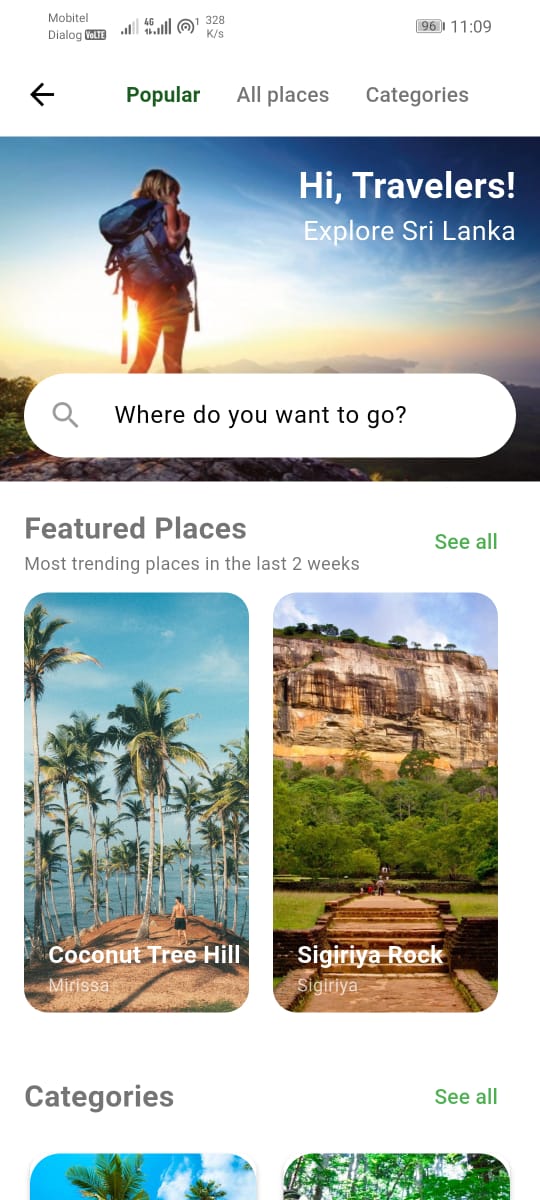 Mobitel
Dialog VoLTE
4G
1
328
K/s
96
11:09
Popular
All places
Categories
Hi, Travelers!
Explore Sri Lanka
Where do you want to go?
Featured Places
See all
Most trending places in the last 2 weeks
Coconut Tree Hill
Mirissa
Sigiriya Rock
Sigiriya
Categories
See all